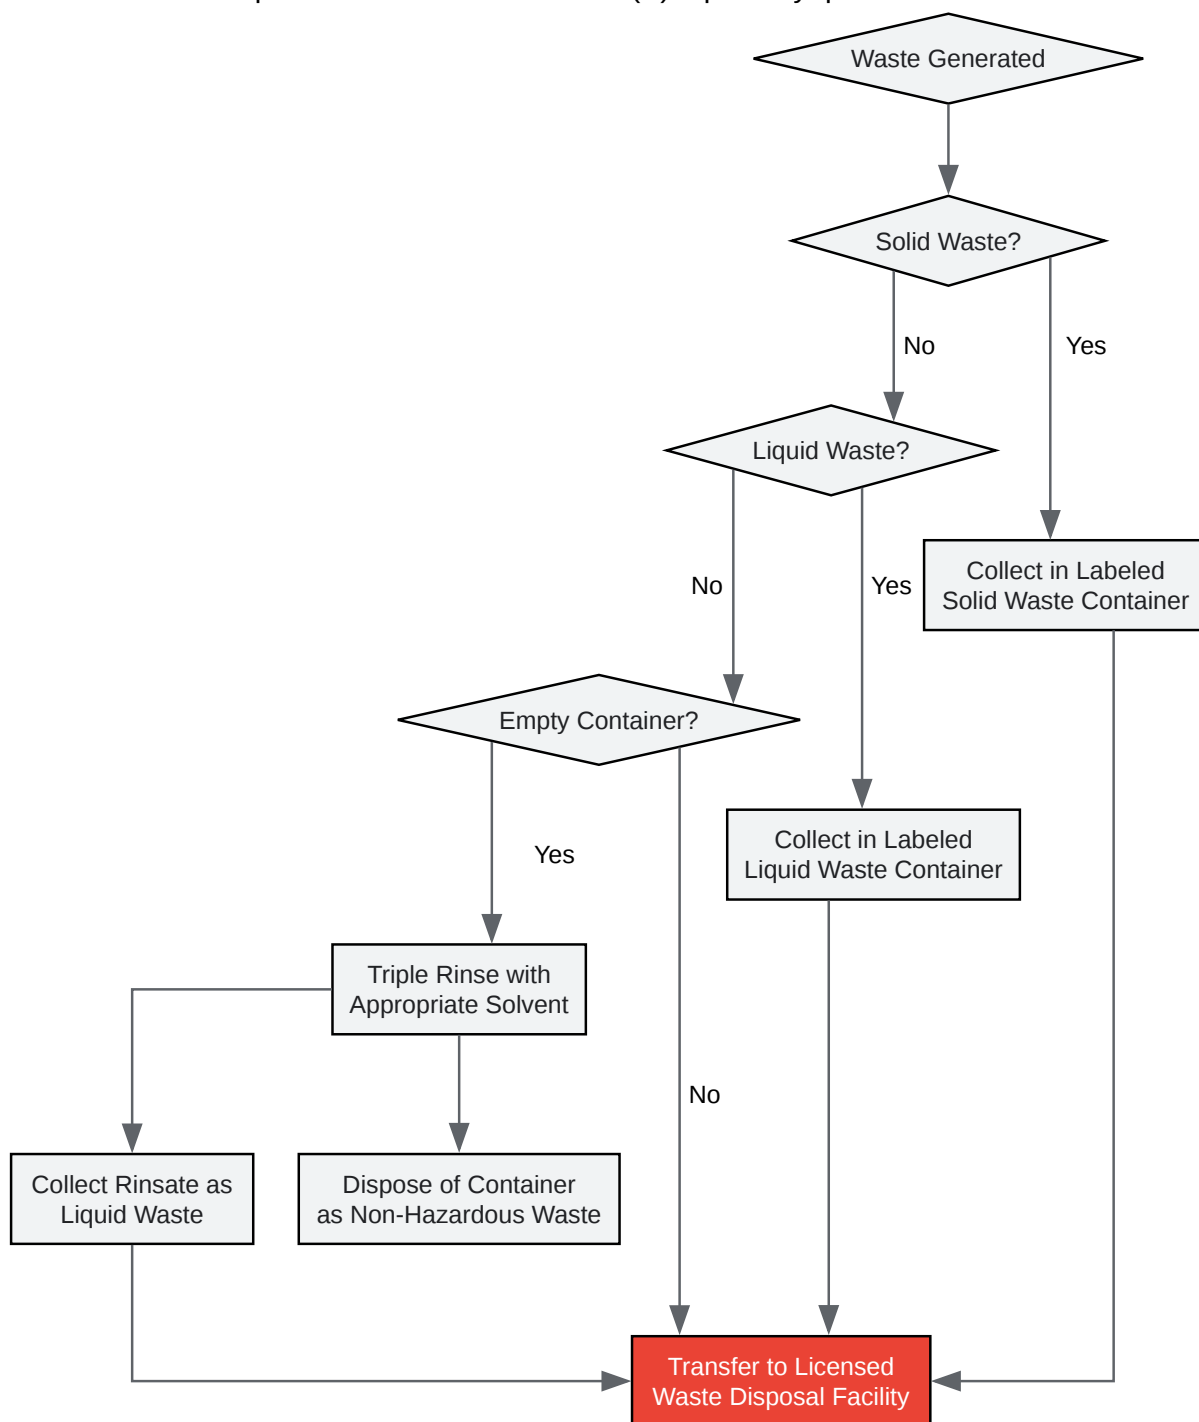 Waste Generated
Solid Waste?
No
Yes
Liquid Waste?
No
Yes
Collect in Labeled
Solid Waste Container
Empty Container?
Yes
Collect in Labeled
Liquid Waste Container
Triple Rinse with
Appropriate Solvent
No
Collect Rinsate as
Liquid Waste
Dispose of Container
as Non-Hazardous Waste
Transfer to Licensed
Waste Disposal Facility